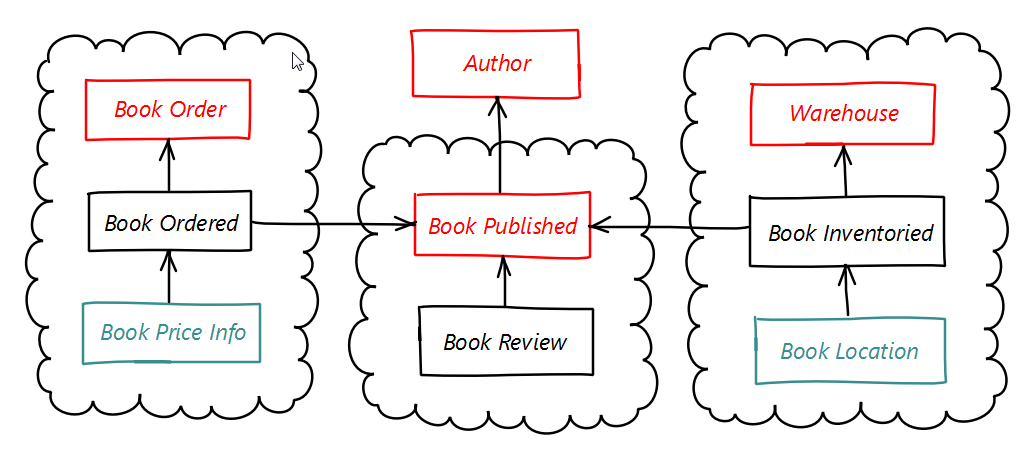 Author
Book Order
Book Ordered
Book Price Info
Book Published
Book Review
Warehouse
Book Inventoried
Book Location